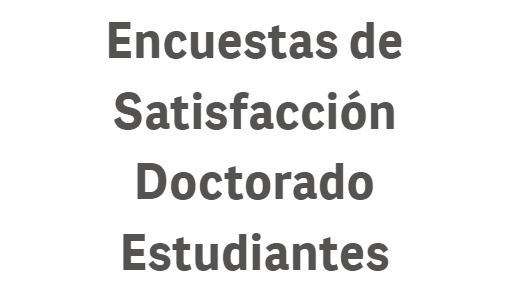 Encuestas de
Satisfacción
Doctorado
Estudiantes